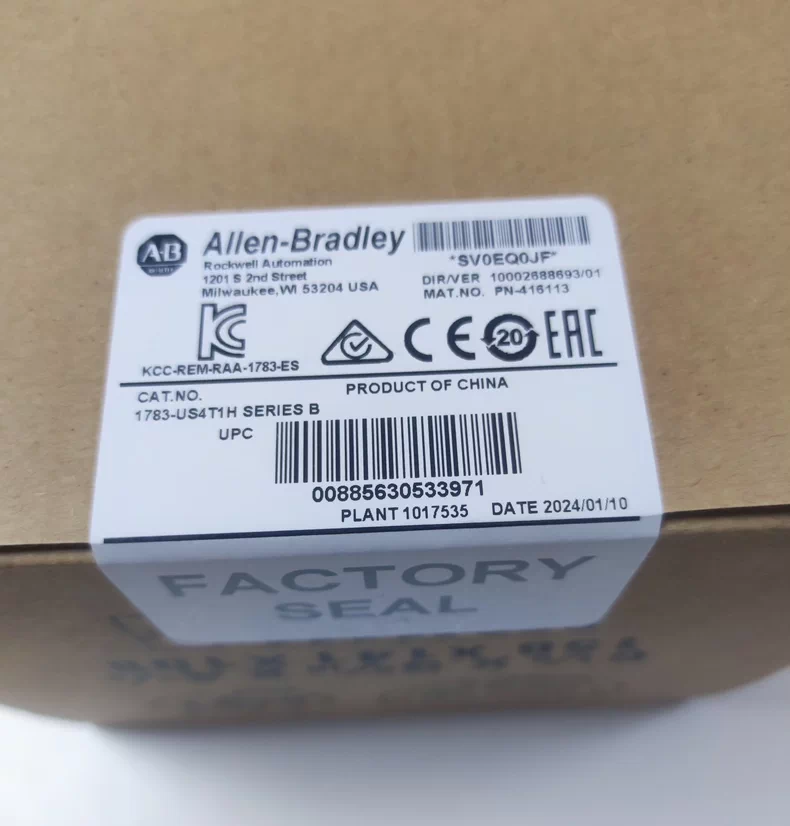 A-B
Allen-Bradley
*SV0EQ0JF*
Rockwell Automation
1201 S 2nd Street
Milwaukee,WI 53204 USA
DIR/VER 10002688693/01
MAT.NO. PN-416113
KCC-REM-RAA-1783-ES
CE
20
EAC
CAT.NO.
PRODUCT OF CHINA
1783-US4T1H SERIES B
UPC
00885630533971
PLANT 1017535 DATE 2024/01/10
FACTORY
SEAL